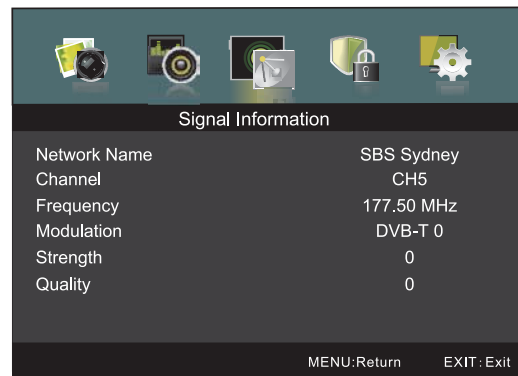 Signal Information
Network Name SBS Sydney
Channel CH5
Frequency 177.50 MHz
Modulation DVB-T 0
Strength 0
Quality 0
MENU:Return EXIT:Exit